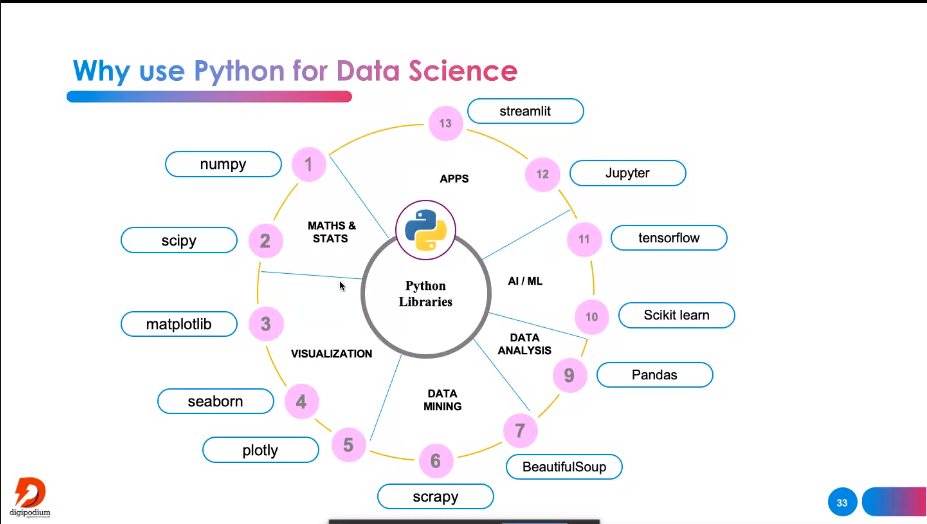 Why use Python for Data Science
13
streamlit
12
Jupyter
1
numpy
APPS
MATHS &
STATS
2
scipy
11
tensorflow
AI / ML
Python
Libraries
10
Scikit learn
3
matplotlib
VISUALIZATION
DATA
ANALYSIS
9
Pandas
4
seaborn
DATA
MINING
5
plotly
7
BeautifulSoup
6
scrapy
digipodium
33